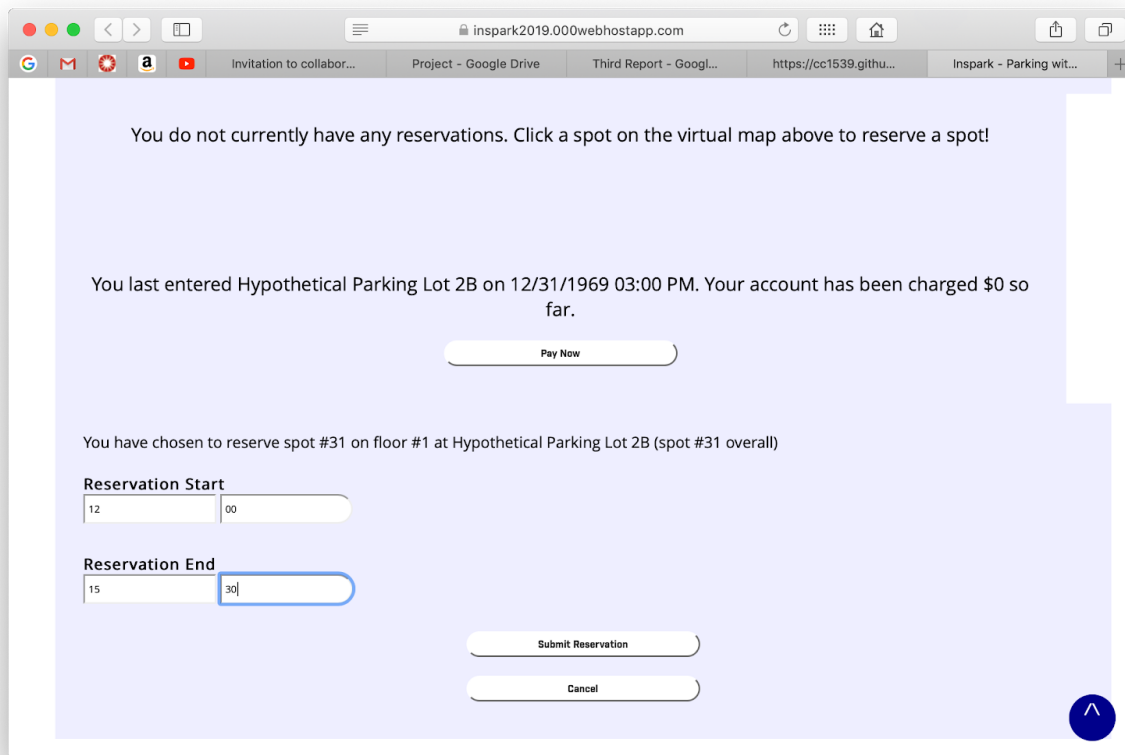 inspark2019.000webhostapp.com
a
Invitation to collabor...
Project - Google Drive
Third Report - Googl...
https://cc1539.githu...
Inspark - Parking wit...
You do not currently have any reservations. Click a spot on the virtual map above to reserve a spot!
You last entered Hypothetical Parking Lot 2B on 12/31/1969 03:00 PM. Your account has been charged $0 so
far.
Pay Now
You have chosen to reserve spot #31 on floor #1 at Hypothetical Parking Lot 2B (spot #31 overall)
Reservation Start
12 00
Reservation End
15 30
Submit Reservation
Cancel